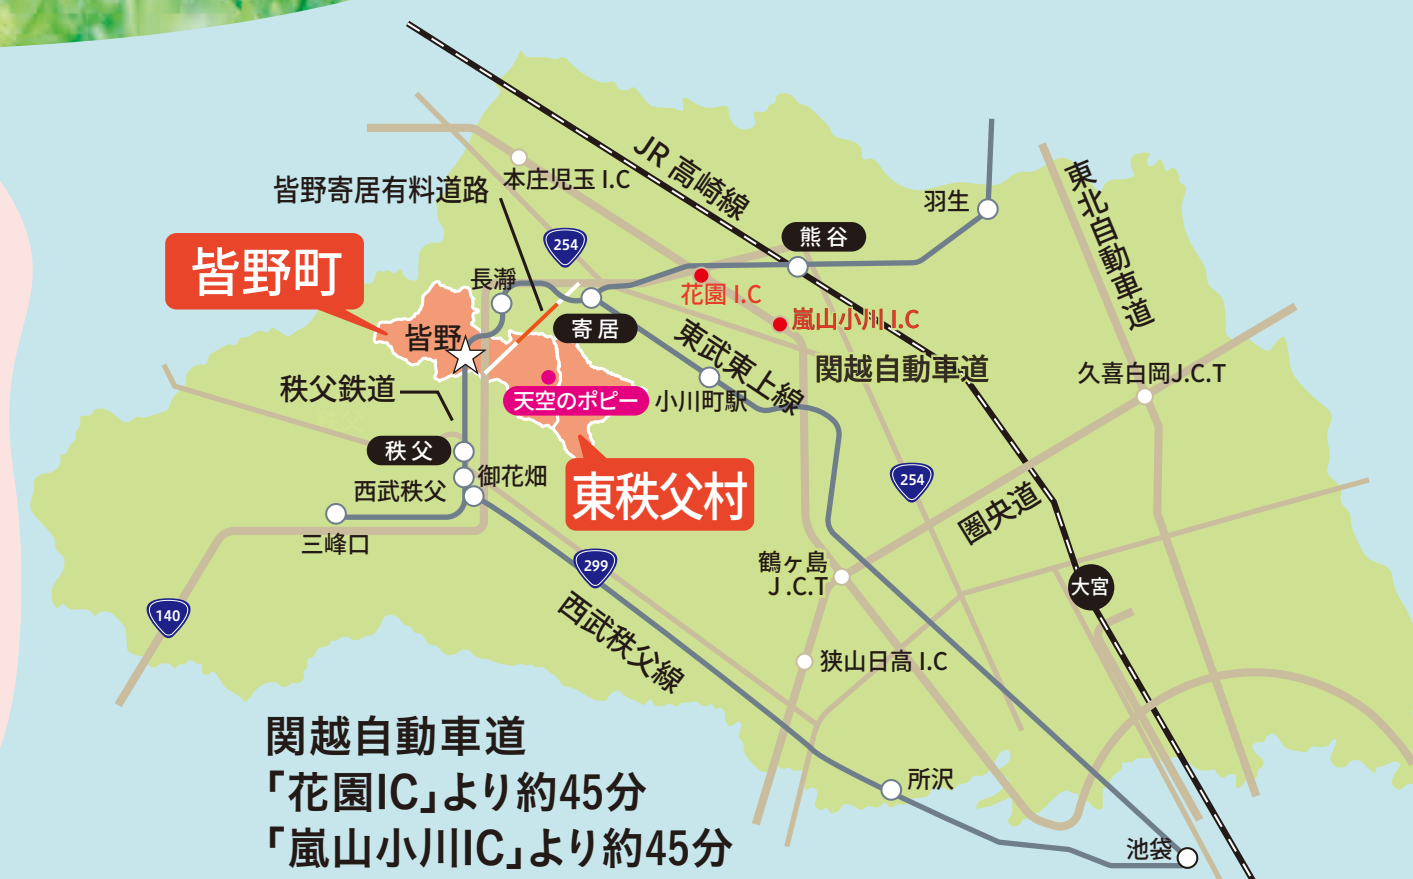 JR 高崎線
皆野寄居有料道路
本庄児玉 I.C
東北自動車道
羽生
254
熊谷
皆野町
長瀞
花園 I.C
嵐山小川 I.C
寄居
皆野
東武東上線
関越自動車道
久喜白岡J.C.T
秩父鉄道
天空のポピー
小川町駅
秩父
秩父
御花畑
西武秩父
東秩父村
254
圏央道
三峰口
299
鶴ヶ島
J.C.T
大宮
140
西武秩父線
狭山日高 I.C
関越自動車道
「花園IC」より約45分
「嵐山小川IC」より約45分
所沢
池袋